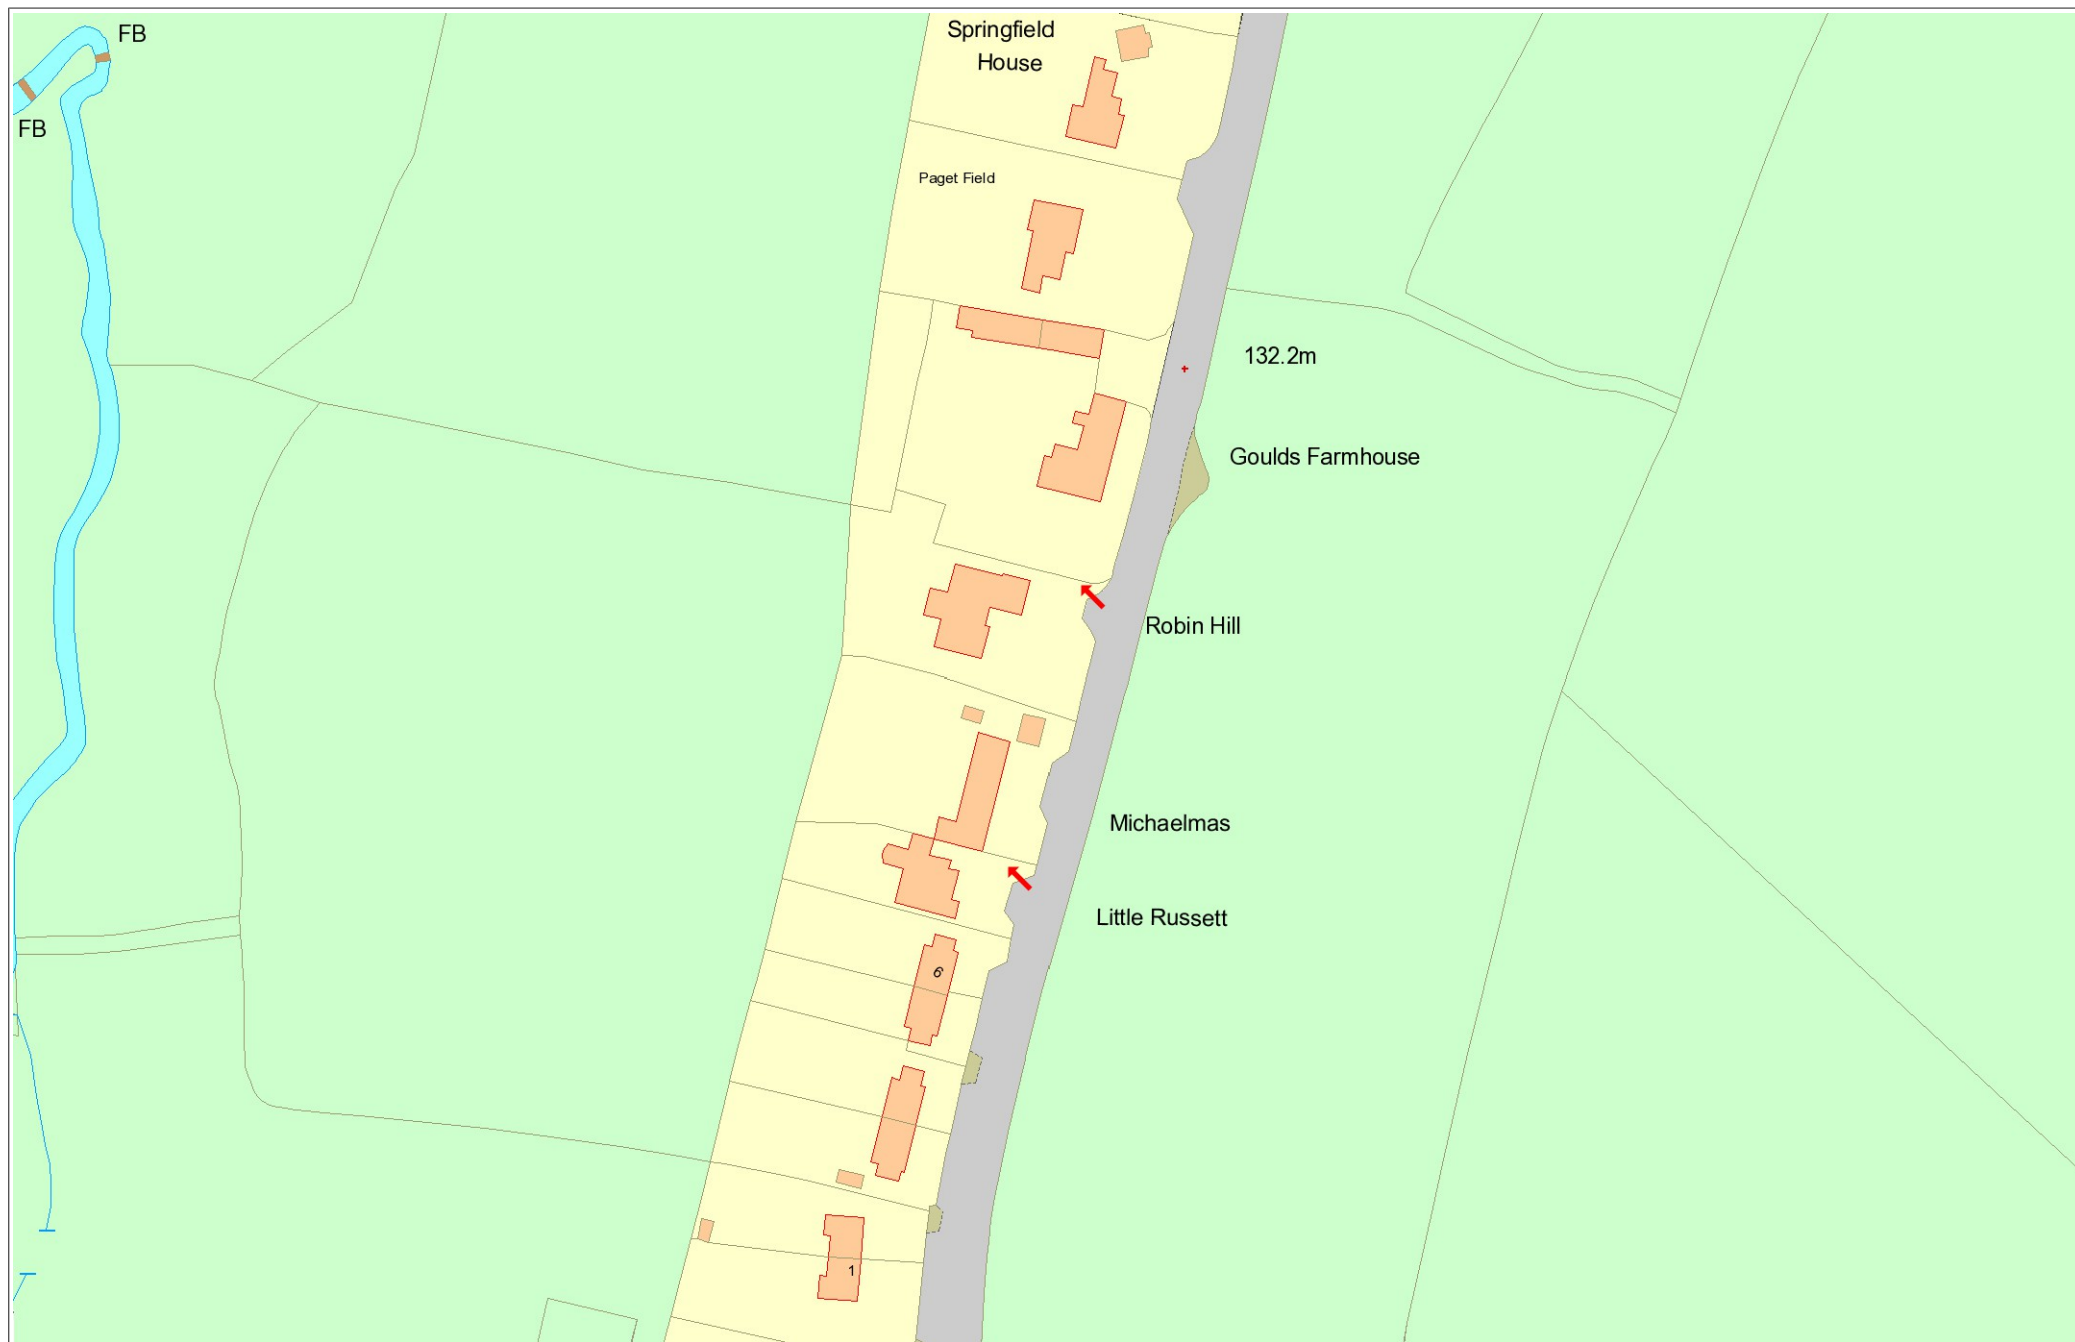 FB
Springfield
House
FB
Paget Field
132.2m
Goulds Farmhouse
Robin Hill
Michaelmas
Little Russett
6
1